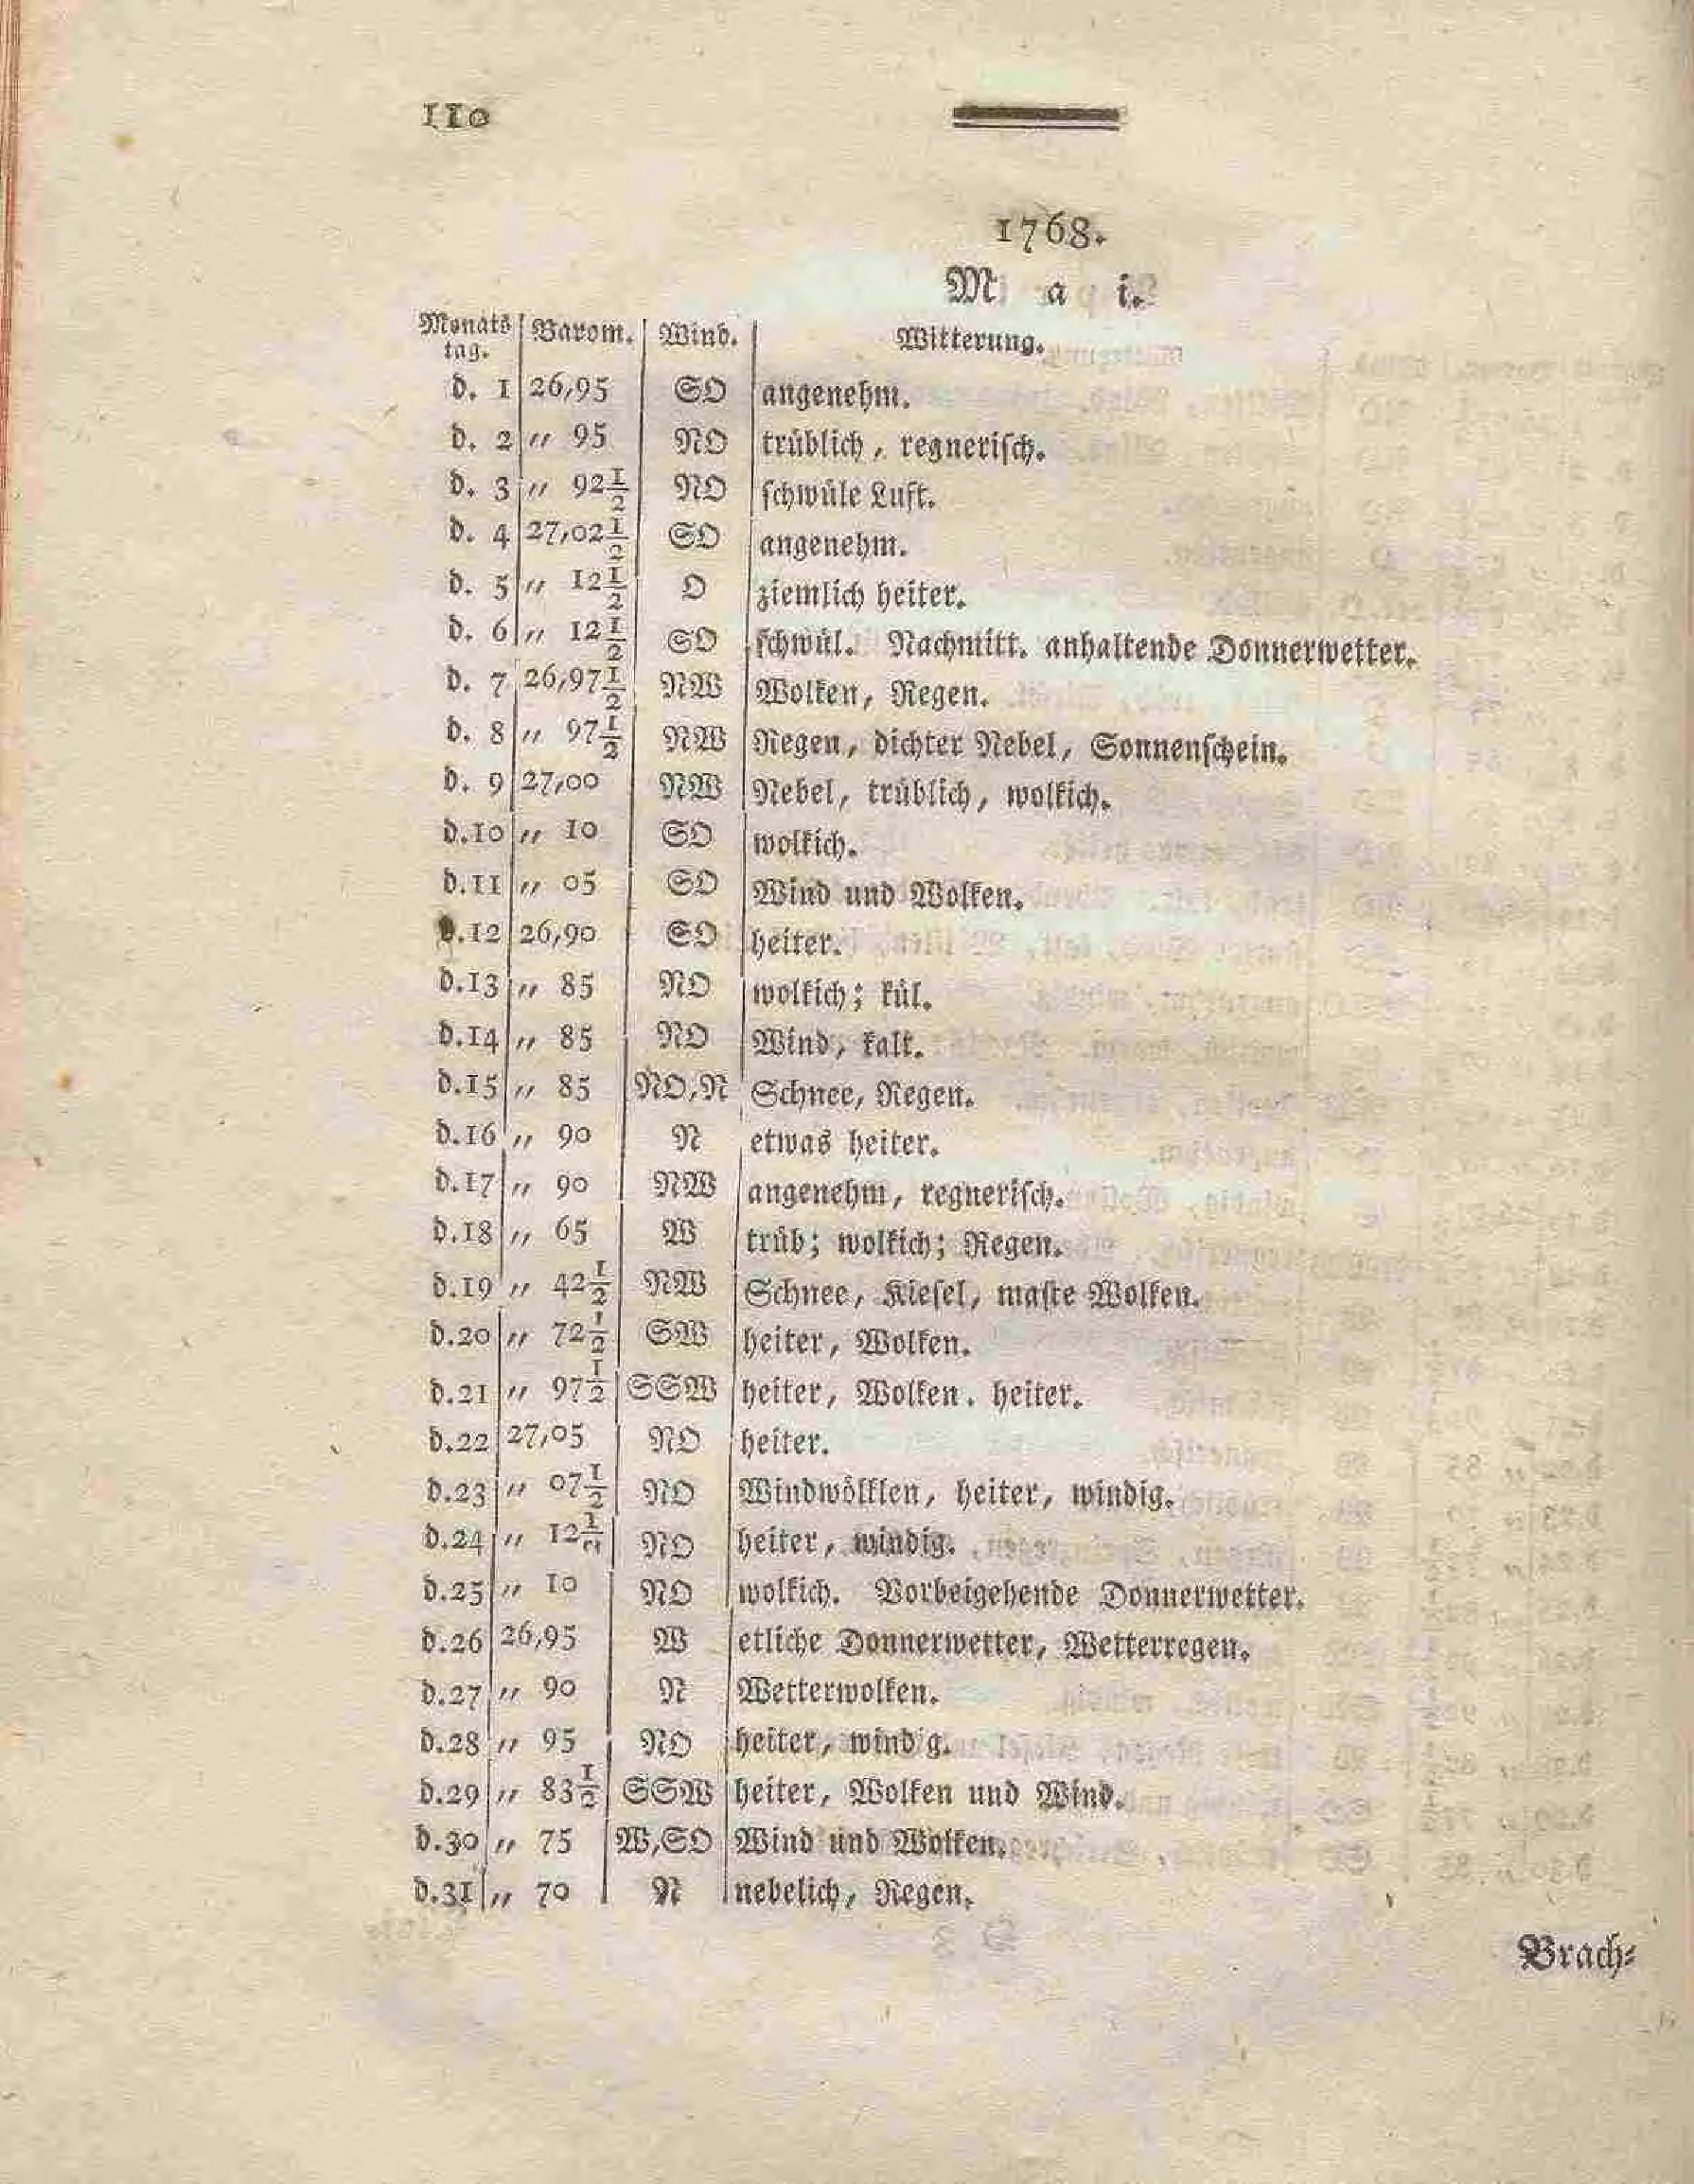 110
1768.
Mai.
Monats tag. Barom. Wind. Witterung.
d. 1 26,95 SO angenehm.
d. 2 〃 95 NO trüblich, regnerisch.
d. 3 〃 92½ NO schwüle Luft.
d. 4 27,02½ SO angenehm.
d. 5 〃 12½ O ziemlich heiter.
d. 6 〃 12½ SO schwül. Nachmitt. anhaltende Donnerwetter.
d. 7 26,97½ NW Wolken, Regen.
d. 8 〃 97½ NW Regen, dichter Nebel, Sonnenschein.
d. 9 27,00 NW Nebel, trüblich, wolkich.
d.10 〃 10 SO wolkich.
d.11 〃 05 SO Wind und Wolken.
d.12 26,90 SO heiter.
d.13 〃 85 NO wolkich; kül.
d.14 〃 85 NO Wind, kalt.
d.15 〃 85 NO,N Schnee, Regen.
d.16 〃 90 N etwas heiter.
d.17 〃 90 NW angenehm, regnerisch.
d.18 〃 65 W trüb; wolkich; Regen.
d.19 〃 42½ NW Schnee, Kiesel, maste Wolken.
d.20 〃 72½ SW heiter, Wolken.
d.21 〃 97½ SSW heiter, Wolken. heiter.
d.22 27,05 NO heiter.
d.23 〃 07½ NO Windwölklen, heiter, windig.
d.24 〃 12½ NO heiter, windig.
d.25 〃 10 NO wolkich. Vorbeigehende Donnerwetter.
d.26 26,95 W etliche Donnerwetter, Wetterregen.
d.27 〃 90 N Wetterwolken.
d.28 〃 95 NO heiter, windig.
d.29 〃 83½ SSW heiter, Wolken und Wind.
d.30 〃 75 W,SO Wind und Wolken.
d.31 〃 70 N nebelich, Regen.
Brach⸗